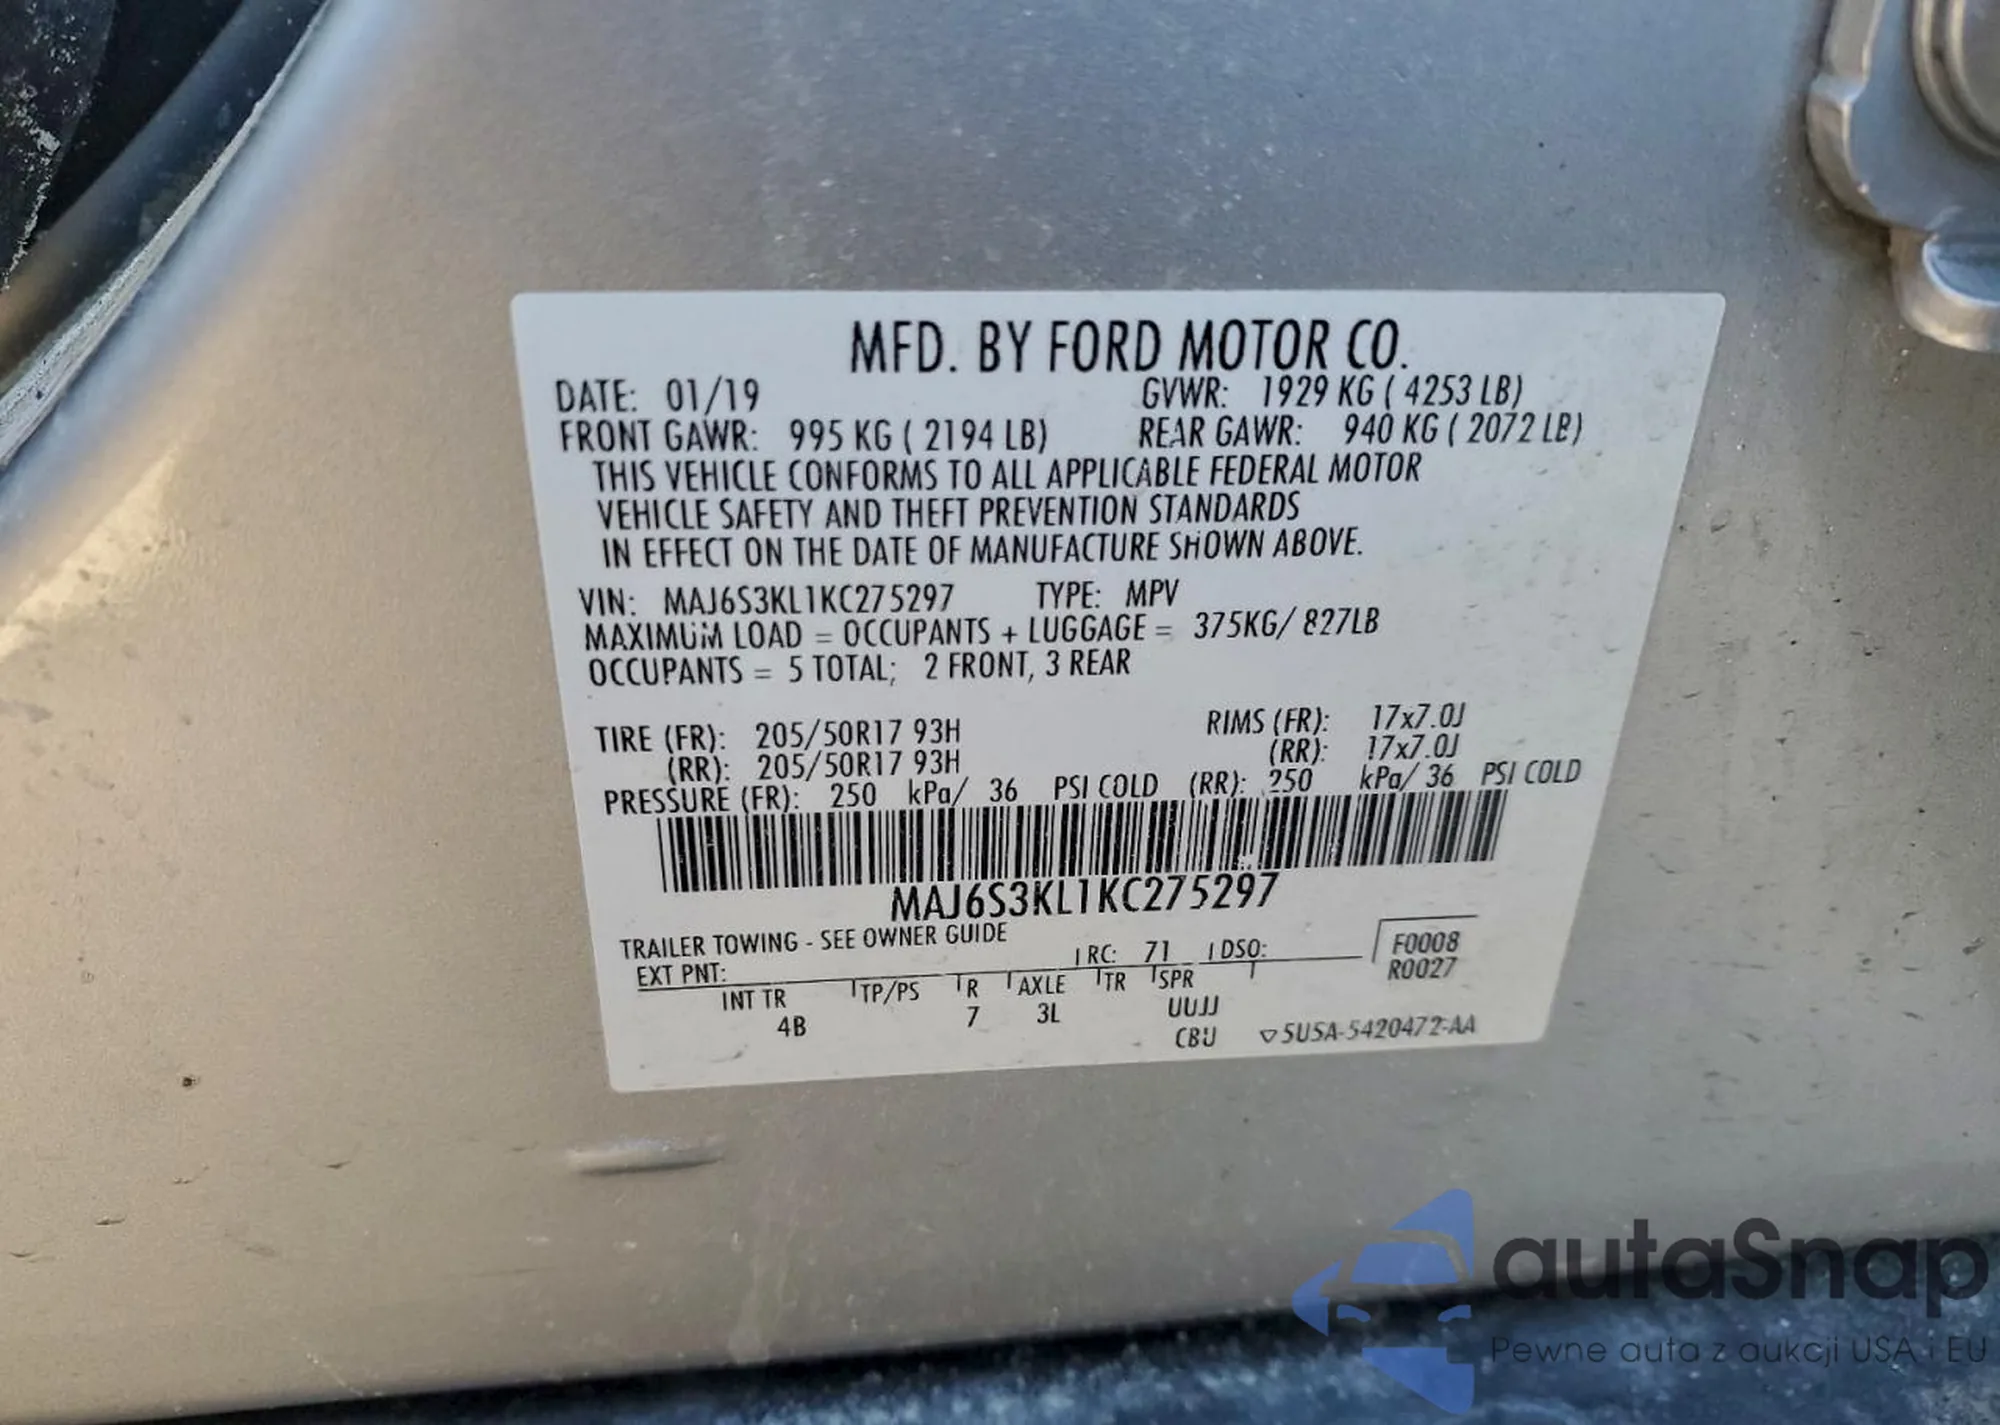 MFD. BY FORD MOTOR CO.
DATE: 01/19 GVWR: 1929 KG ( 4253 LB)
FRONT GAWR: 995 KG ( 2194 LB) REAR GAWR: 940 KG ( 2072 LB)
THIS VEHICLE CONFORMS TO ALL APPLICABLE FEDERAL MOTOR
VEHICLE SAFETY AND THEFT PREVENTION STANDARDS
IN EFFECT ON THE DATE OF MANUFACTURE SHOWN ABOVE.
VIN: MAJ6S3KL1KC275297 TYPE: MPV
MAXIMUM LOAD = OCCUPANTS + LUGGAGE = 375KG/ 827LB
OCCUPANTS = 5 TOTAL; 2 FRONT, 3 REAR
TIRE (FR): 205/50R17 93H RIMS (FR): 17x7.0J
(RR): 205/50R17 93H (RR): 17x7.0J
PRESSURE (FR): 250 kPa/ 36 PSI COLD (RR): 250 kPa/ 36 PSI COLD
MAJ6S3KL1KC275297
TRAILER TOWING - SEE OWNER GUIDE
EXT PNT: RC: 71 DSO: F0008
R0027
INT TR TP/PS R AXLE TR SPR
4B 7 3L UUJJ
CBU 5U5A-5420472-AA
autaSnap
Pewne auta z aukcji USA i EU